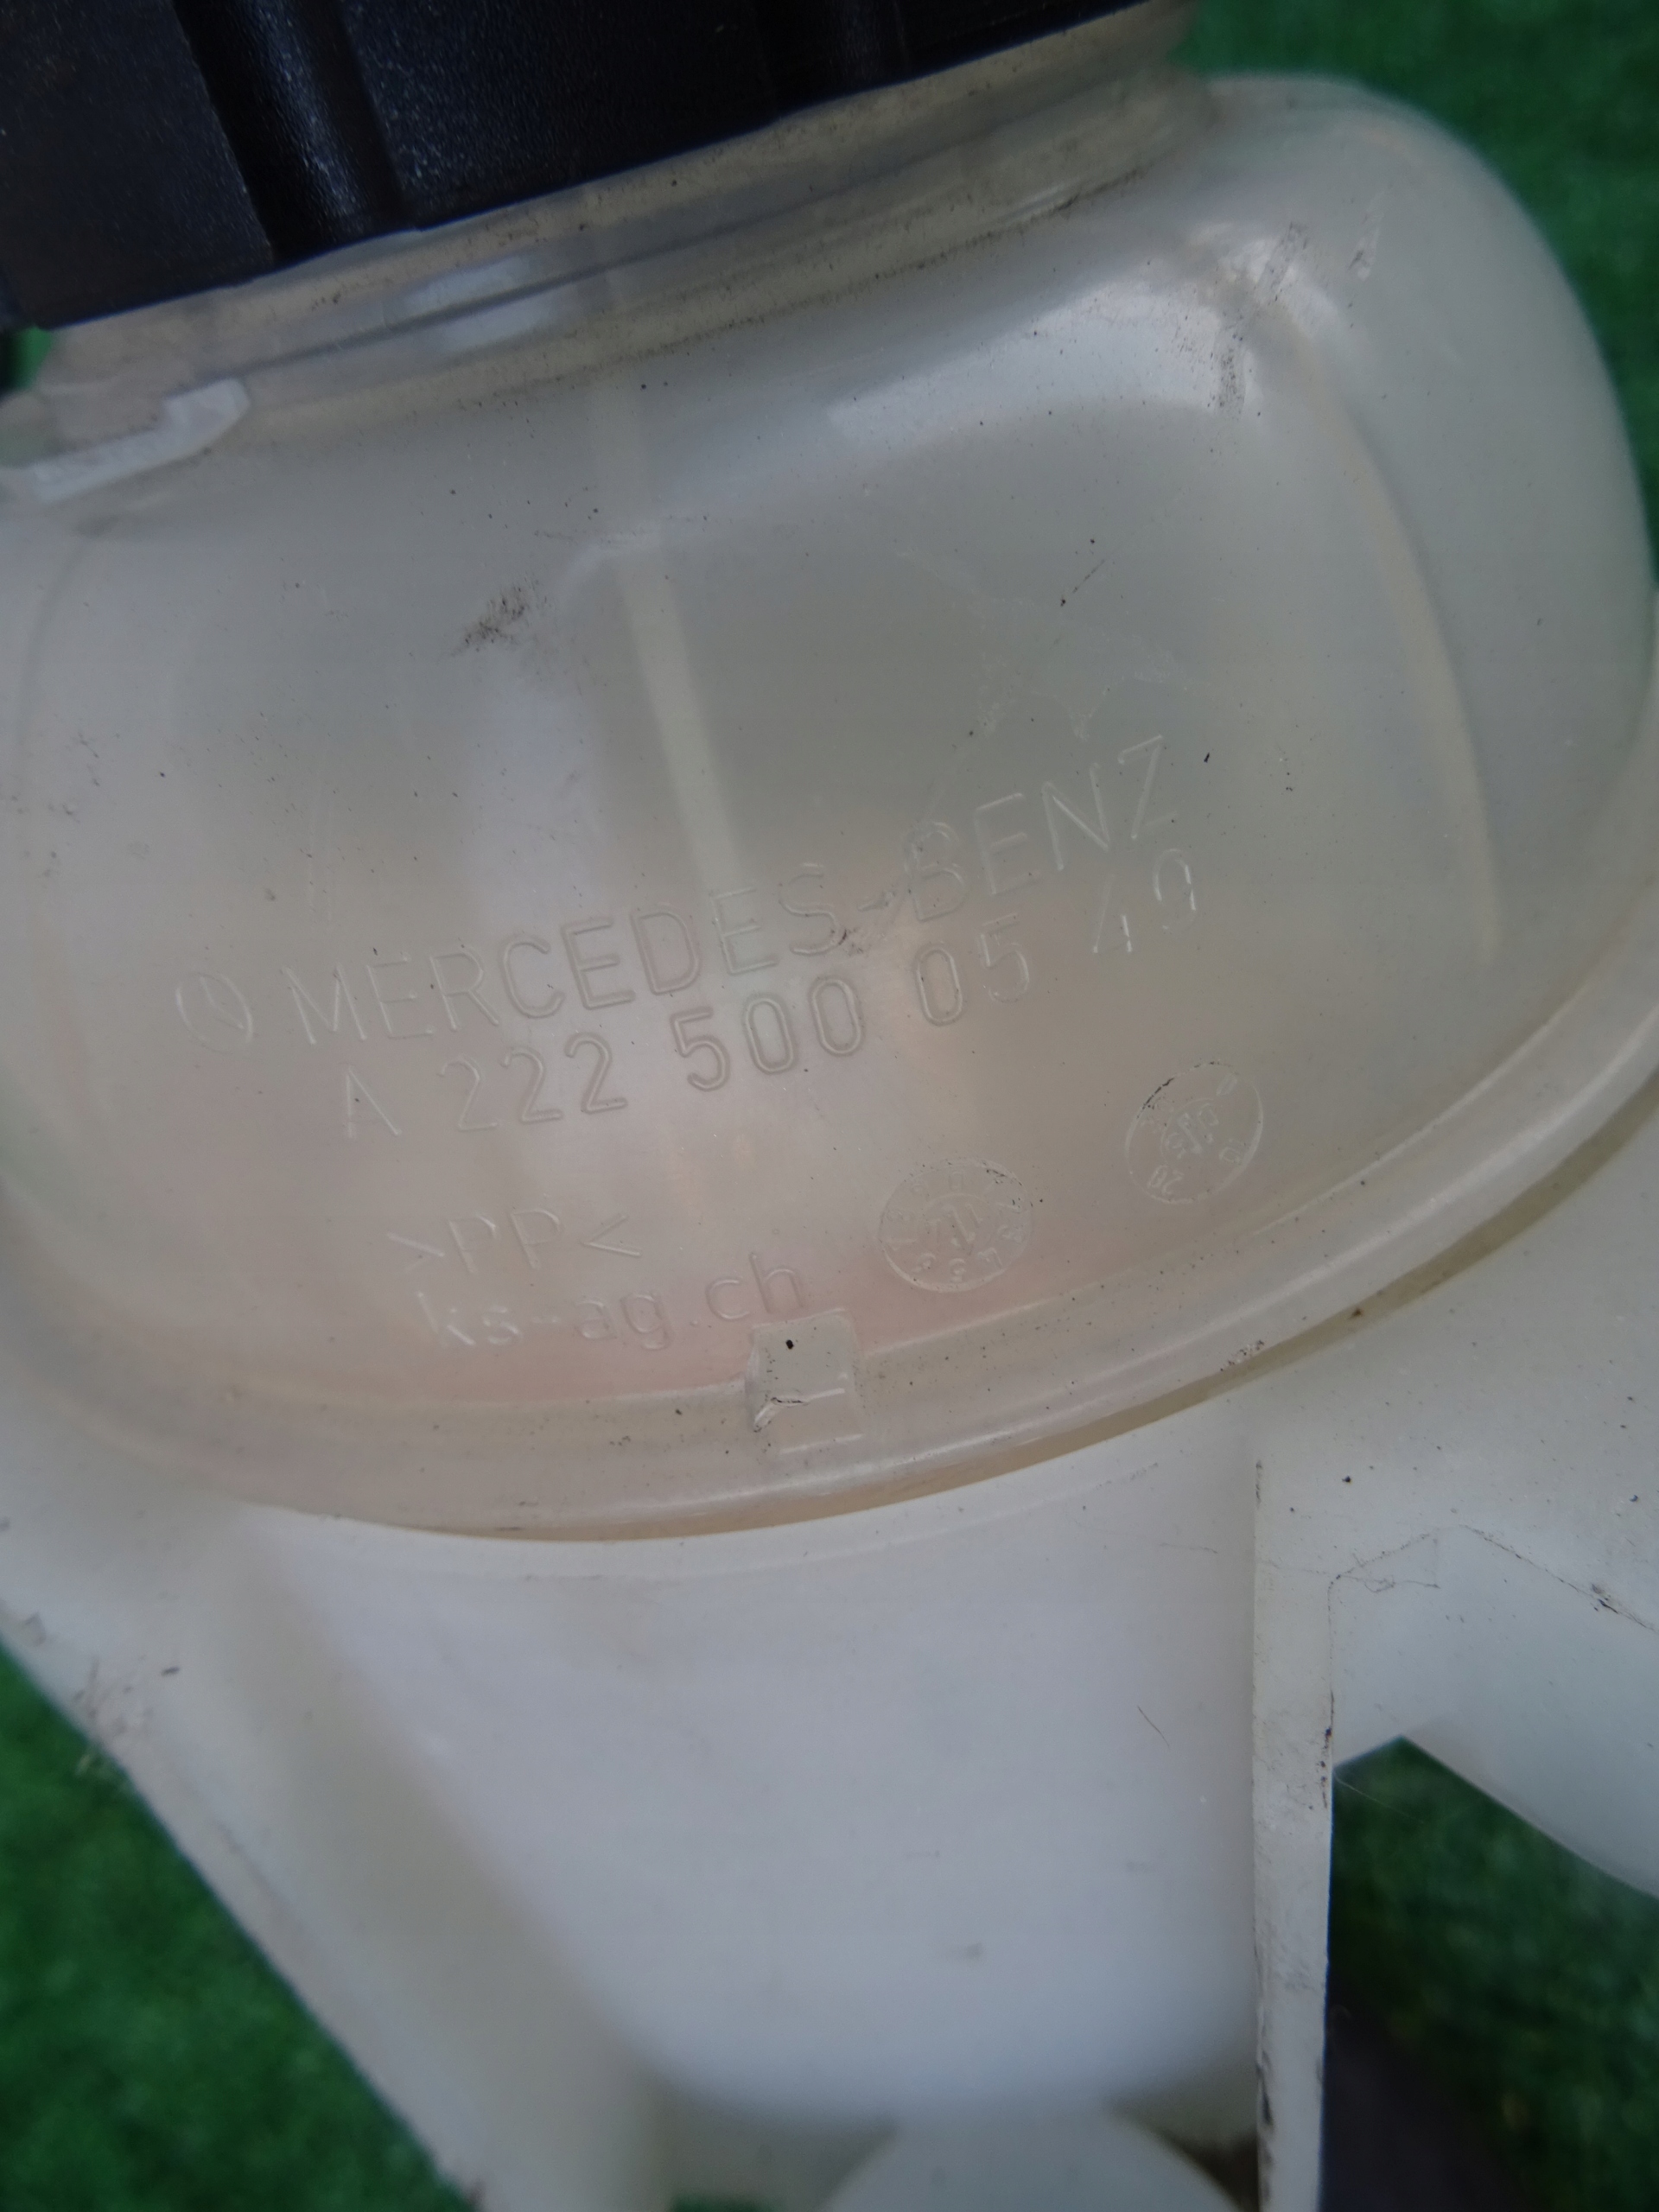 MERCEDES-BENZ
A 222 500 05 49
>PP<
ks-ag.ch